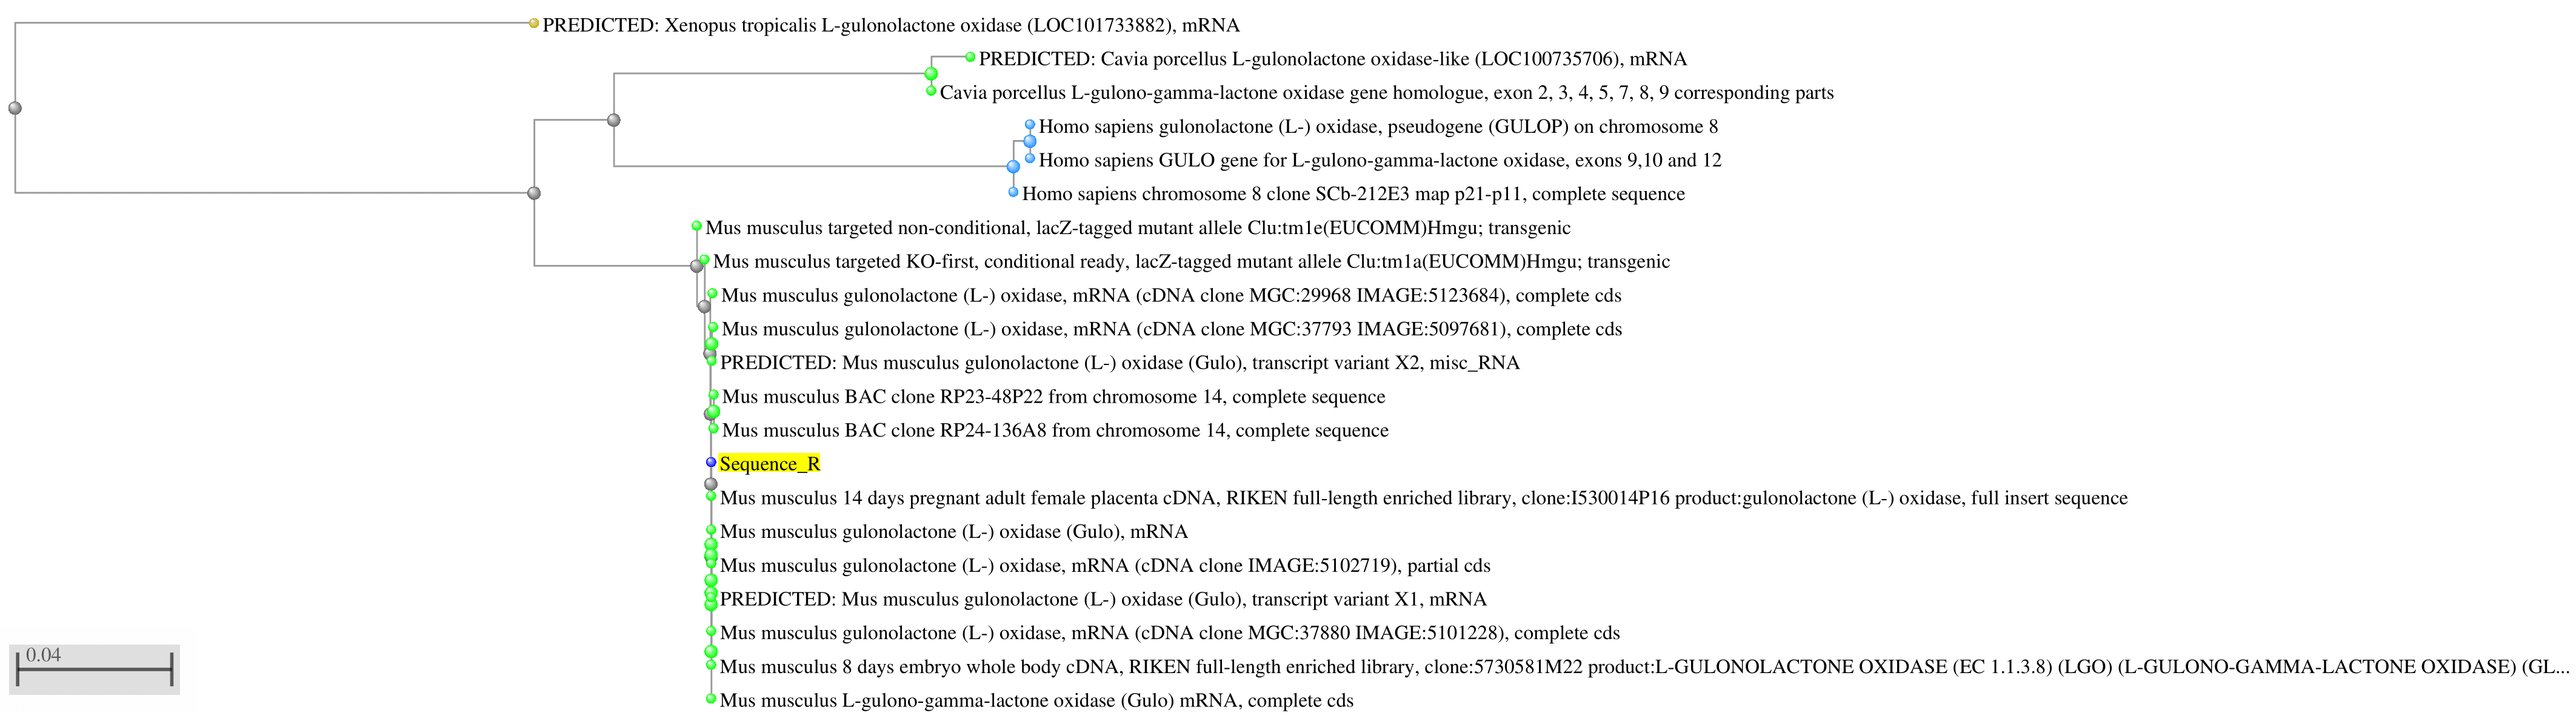 PREDICTED: Xenopus tropicalis L-gulonolactone oxidase (LOC101733882), mRNA
PREDICTED: Cavia porcellus L-gulonolactone oxidase-like (LOC100735706), mRNA
Cavia porcellus L-gulono-gamma-lactone oxidase gene homologue, exon 2, 3, 4, 5, 7, 8, 9 corresponding parts
Homo sapiens gulonolactone (L-) oxidase, pseudogene (GULOP) on chromosome 8
Homo sapiens GULO gene for L-gulono-gamma-lactone oxidase, exons 9,10 and 12
Homo sapiens chromosome 8 clone SCb-212E3 map p21-p11, complete sequence
Mus musculus targeted non-conditional, lacZ-tagged mutant allele Clu:tm1e(EUCOMM)Hmgu; transgenic
Mus musculus targeted KO-first, conditional ready, lacZ-tagged mutant allele Clu:tm1a(EUCOMM)Hmgu; transgenic
Mus musculus gulonolactone (L-) oxidase, mRNA (cDNA clone MGC:29968 IMAGE:5123684), complete cds
Mus musculus gulonolactone (L-) oxidase, mRNA (cDNA clone MGC:37793 IMAGE:5097681), complete cds
PREDICTED: Mus musculus gulonolactone (L-) oxidase (Gulo), transcript variant X2, misc_RNA
Mus musculus BAC clone RP23-48P22 from chromosome 14, complete sequence
Mus musculus BAC clone RP24-136A8 from chromosome 14, complete sequence
Sequence_R
Mus musculus 14 days pregnant adult female placenta cDNA, RIKEN full-length enriched library, clone:I530014P16 product:gulonolactone (L-) oxidase, full insert sequence
Mus musculus gulonolactone (L-) oxidase (Gulo), mRNA
Mus musculus gulonolactone (L-) oxidase, mRNA (cDNA clone IMAGE:5102719), partial cds
PREDICTED: Mus musculus gulonolactone (L-) oxidase (Gulo), transcript variant X1, mRNA
Mus musculus gulonolactone (L-) oxidase, mRNA (cDNA clone MGC:37880 IMAGE:5101228), complete cds
0.04
Mus musculus 8 days embryo whole body cDNA, RIKEN full-length enriched library, clone:5730581M22 product:L-GULONOLACTONE OXIDASE (EC 1.1.3.8) (LGO) (L-GULONO-GAMMA-LACTONE OXIDASE) (GL...
Mus musculus L-gulono-gamma-lactone oxidase (Gulo) mRNA, complete cds